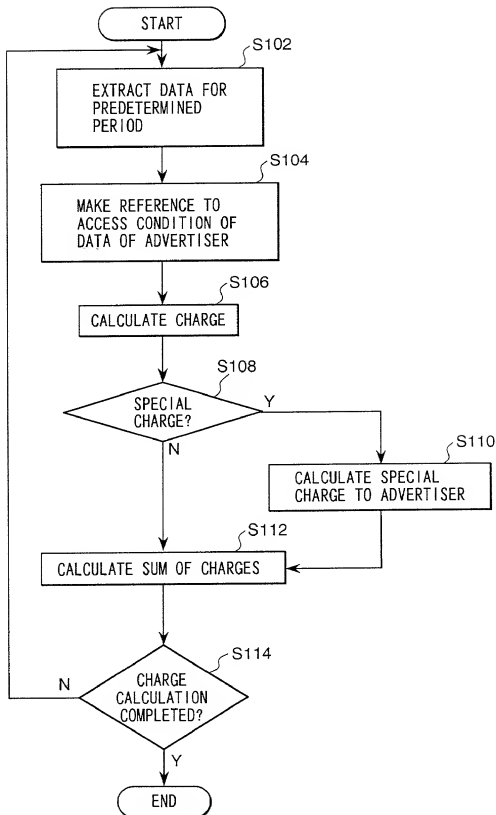 START
S102
EXTRACT DATA FOR
PREDETERMINED
PERIOD
S104
MAKE REFERENCE TO
ACCESS CONDITION OF
DATA OF ADVERTISER
S106
CALCULATE CHARGE
S108
SPECIAL
CHARGE?
Y
N
S110
CALCULATE SPECIAL
CHARGE TO ADVERTISER
S112
CALCULATE SUM OF CHARGES
S114
CHARGE
CALCULATION
COMPLETED?
N
Y
END